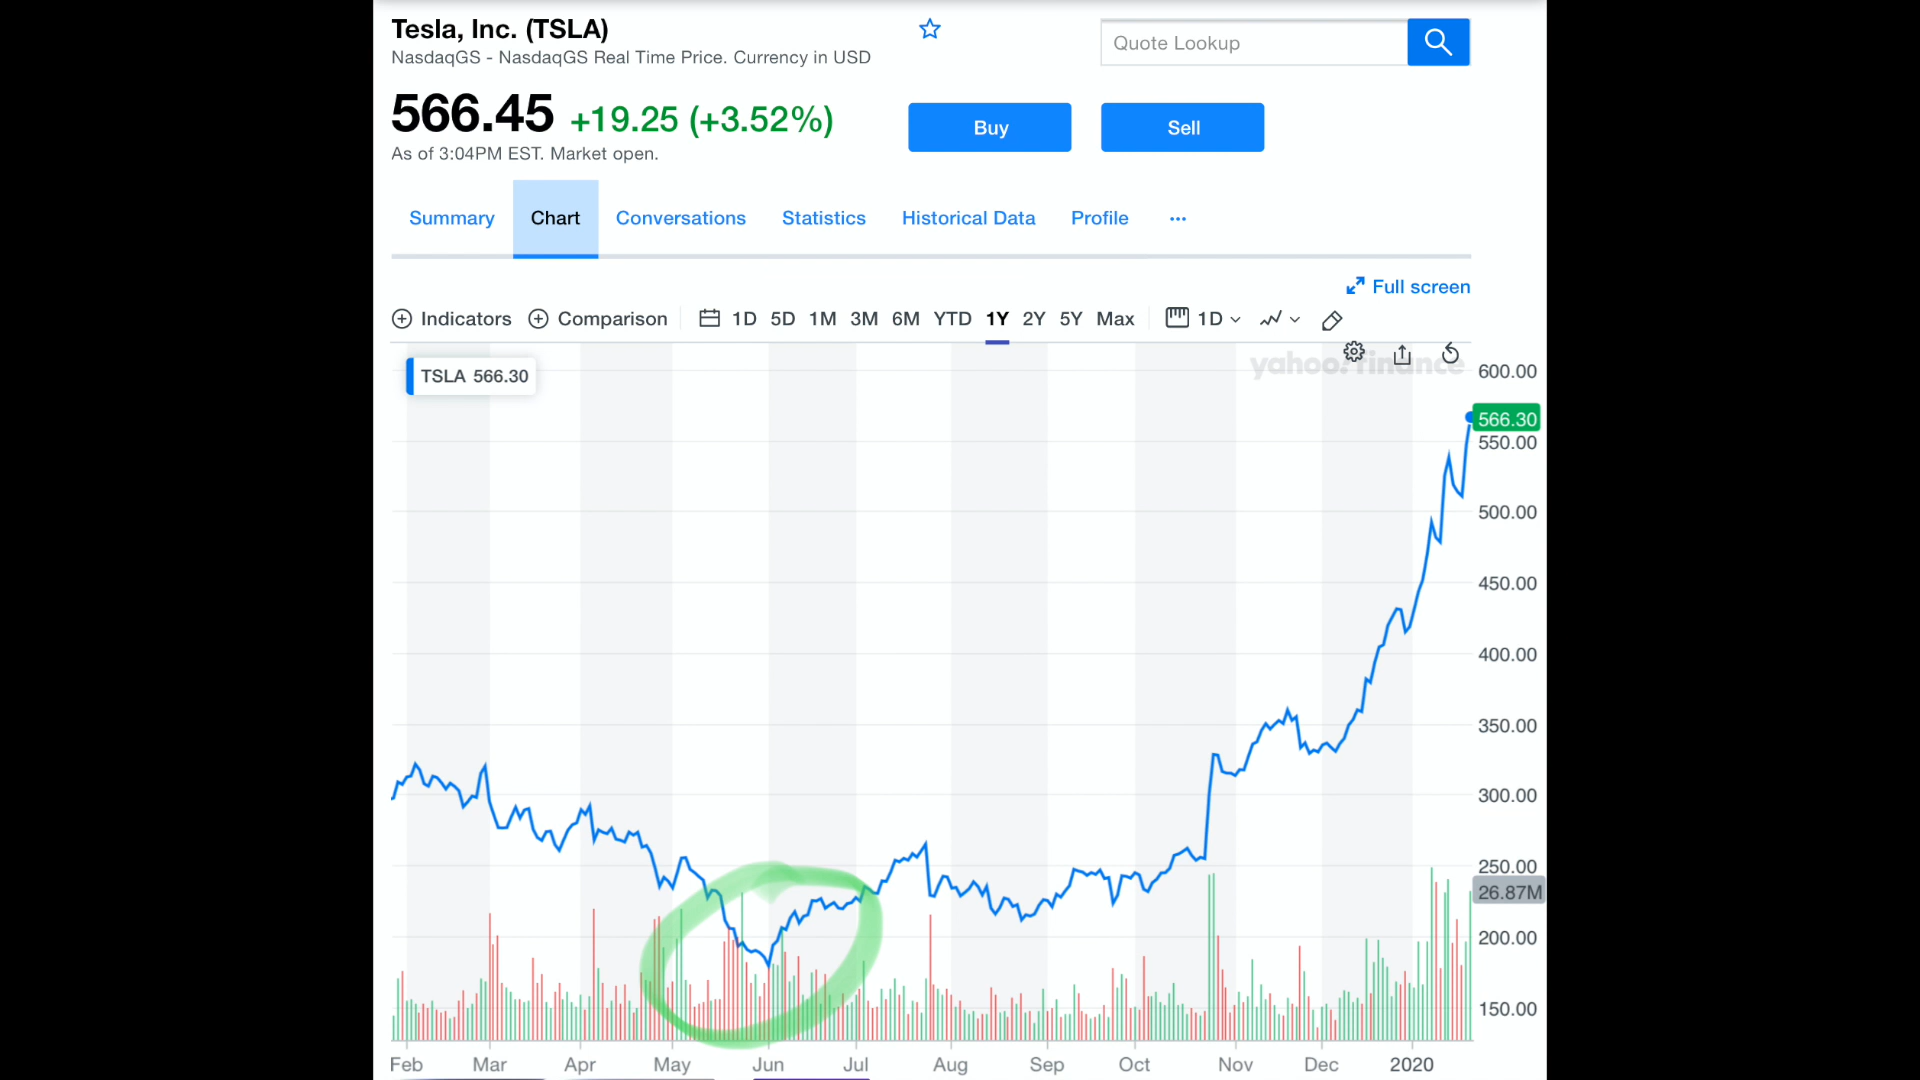 Tesla, Inc. (TSLA)
NasdaqGS - NasdaqGS Real Time Price. Currency in USD
Quote Lookup
566.45 +19.25 (+3.52%)
As of 3:04PM EST. Market open.
Buy
Sell
Summary Chart Conversations Statistics Historical Data Profile ...
Full screen
Indicators Comparison 1D 5D 1M 3M 6M YTD 1Y 2Y 5Y Max 1D
yahoo! finance
TSLA 566.30
600.00
566.30
550.00
500.00
450.00
400.00
350.00
300.00
250.00
26.87M
200.00
150.00
Feb Mar Apr May Jun Jul Aug Sep Oct Nov Dec 2020